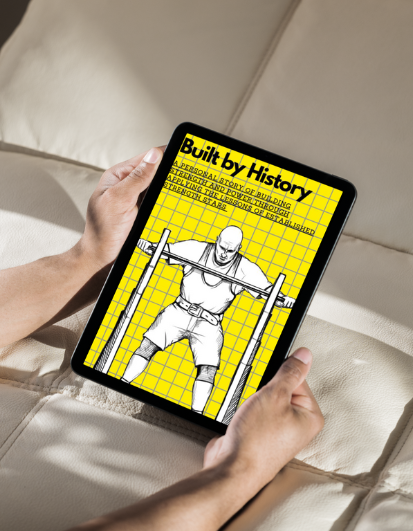 Built by History
A PERSONAL STORY OF BUILDING
STRENGTH AND POWER THROUGH
APPLYING THE LESSONS OF ESTABLISHED
STRENGTH STARS